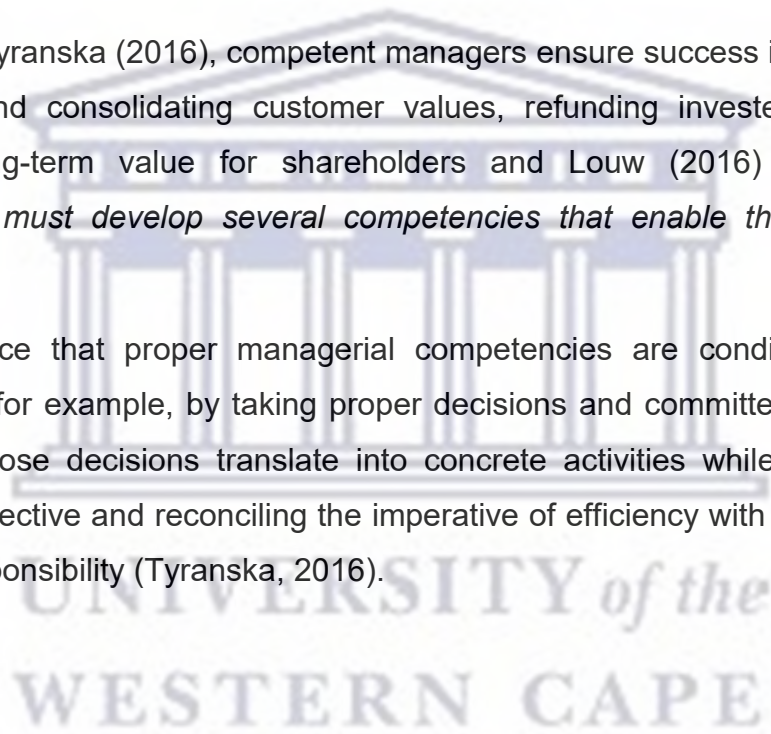 yranska (2016), competent managers ensure success i
nd consolidating customer values, refunding investe
g-term value for shareholders and Louw (2016)
must develop several competencies that enable th
ce that proper managerial competencies are condi
for example, by taking proper decisions and committe
ose decisions translate into concrete activities while
ective and reconciling the imperative of efficiency with
onsibility (Tyranska, 2016).
UNIVERSITY of the
WESTERN CAPE